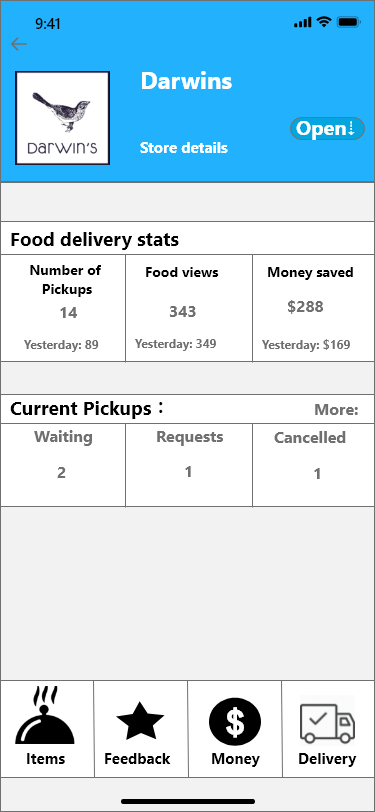 9:41
Darwins
DARWIN'S
Open↓
Store details
Food delivery stats
Number of Pickups
Food views
Money saved
14
343
$288
Yesterday: 89
Yesterday: 349
Yesterday: $169
Current Pickups：
More:
Waiting
Requests
Cancelled
2
1
1
$
Items
Feedback
Money
Delivery